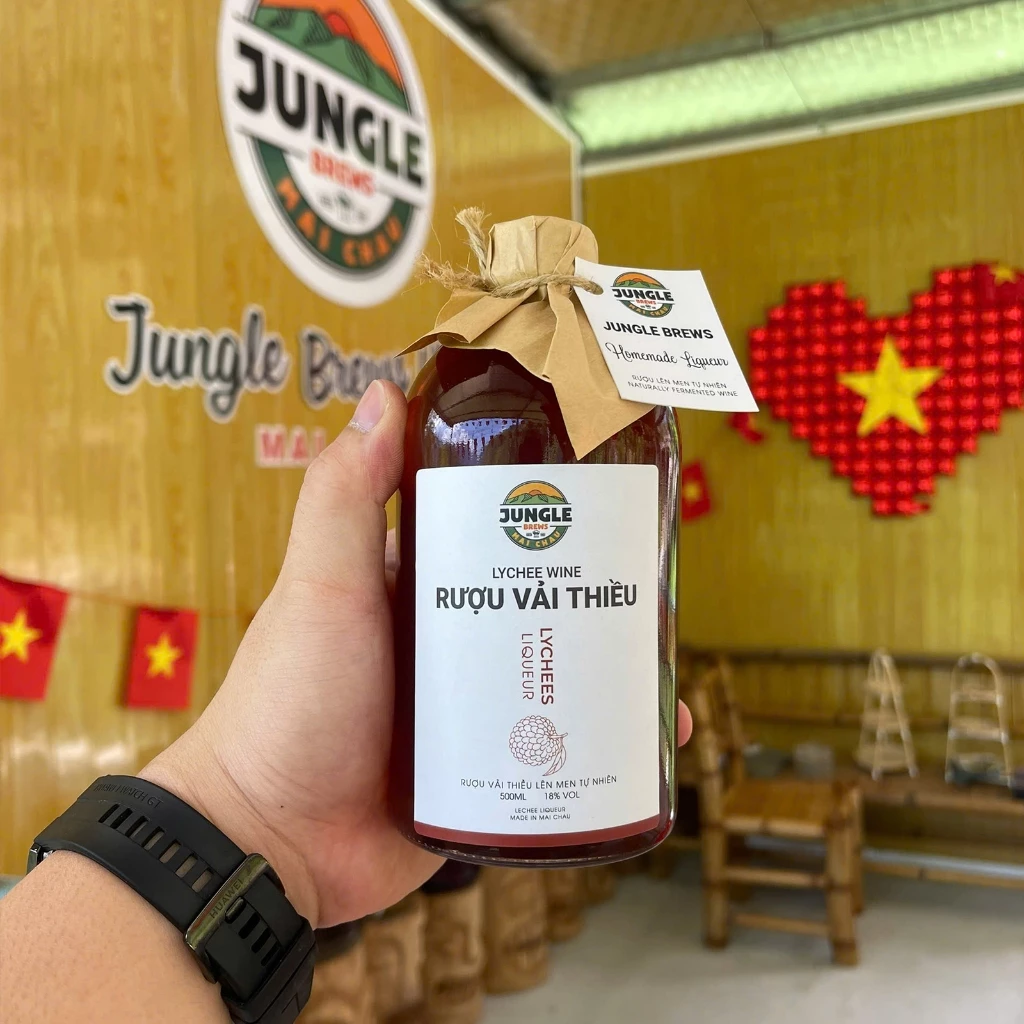 JUNGLE
BREWS
MAI CHAU
Jungle Brews
MAI
JUNGLE
JUNGLE BREWS
Homemade Liqueur
RƯỢU LÊN MEN TỰ NHIÊN
NATURALLY FERMENTED WINE
JUNGLE
BREWS
MAI CHAU
LYCHEE WINE
RƯỢU VẢI THIỀU
LYCHEES
LIQUEUR
RƯỢU VẢI THIỀU LÊN MEN TỰ NHIÊN
500ML 18% VOL
LECHEE LIQUEUR
MADE IN MAI CHAU
HUAWEI